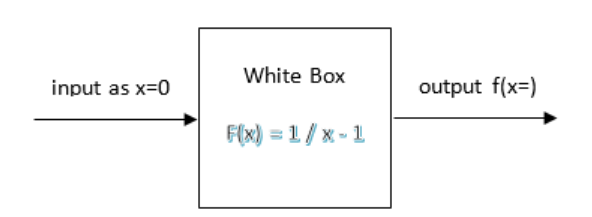 White Box
input as x=0
output f(x=)
F(x) = 1 / x - 1